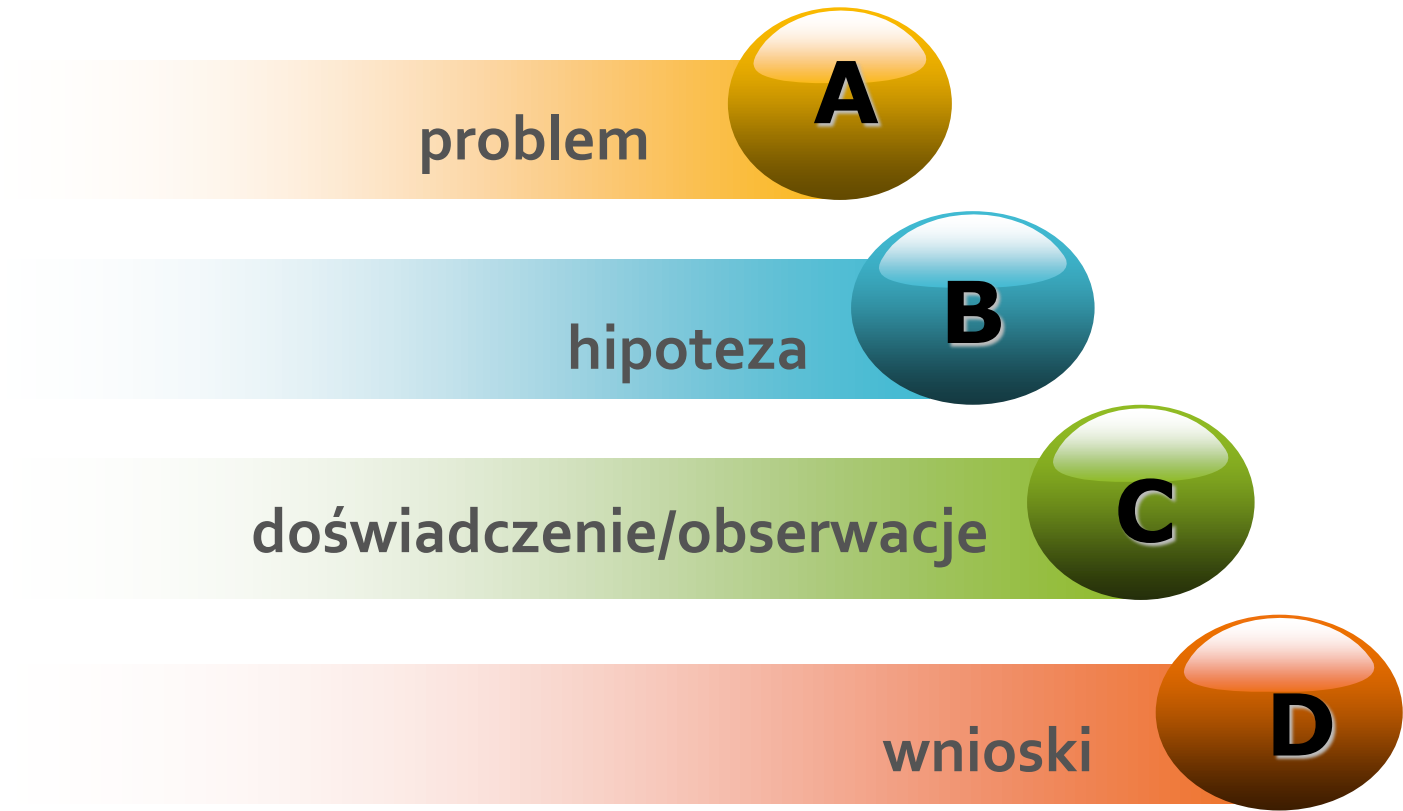 A
problem
B
hipoteza
C
doświadczenie/obserwacje
D
wnioski